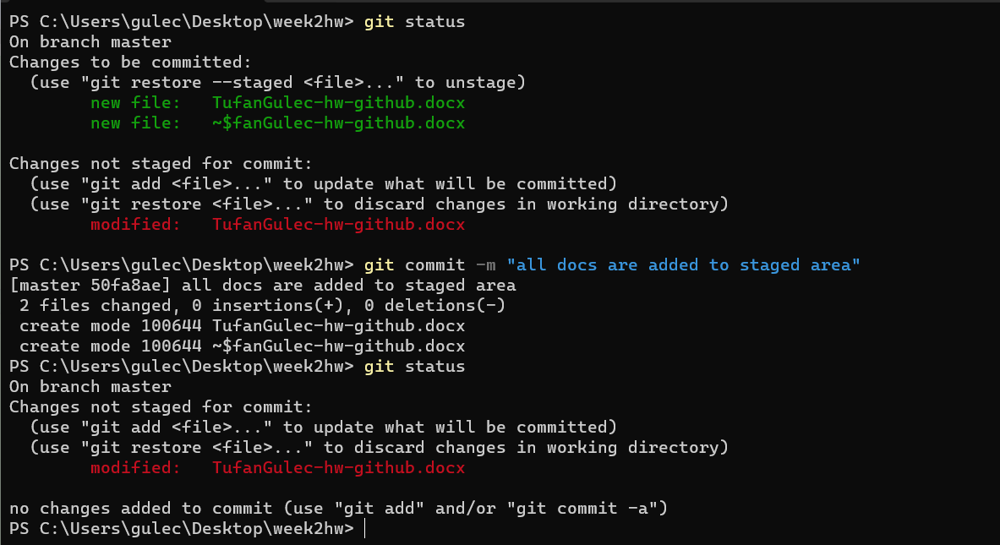 PS C:\Users\gulec\Desktop\week2hw> git status
On branch master
Changes to be committed:
  (use "git restore --staged <file>..." to unstage)
        new file:   TufanGulec-hw-github.docx
        new file:   ~$fanGulec-hw-github.docx

Changes not staged for commit:
  (use "git add <file>..." to update what will be committed)
  (use "git restore <file>..." to discard changes in working directory)
        modified:   TufanGulec-hw-github.docx

PS C:\Users\gulec\Desktop\week2hw> git commit -m "all docs are added to staged area"
[master 50fa8ae] all docs are added to staged area
 2 files changed, 0 insertions(+), 0 deletions(-)
 create mode 100644 TufanGulec-hw-github.docx
 create mode 100644 ~$fanGulec-hw-github.docx
PS C:\Users\gulec\Desktop\week2hw> git status
On branch master
Changes not staged for commit:
  (use "git add <file>..." to update what will be committed)
  (use "git restore <file>..." to discard changes in working directory)
        modified:   TufanGulec-hw-github.docx

no changes added to commit (use "git add" and/or "git commit -a")
PS C:\Users\gulec\Desktop\week2hw>